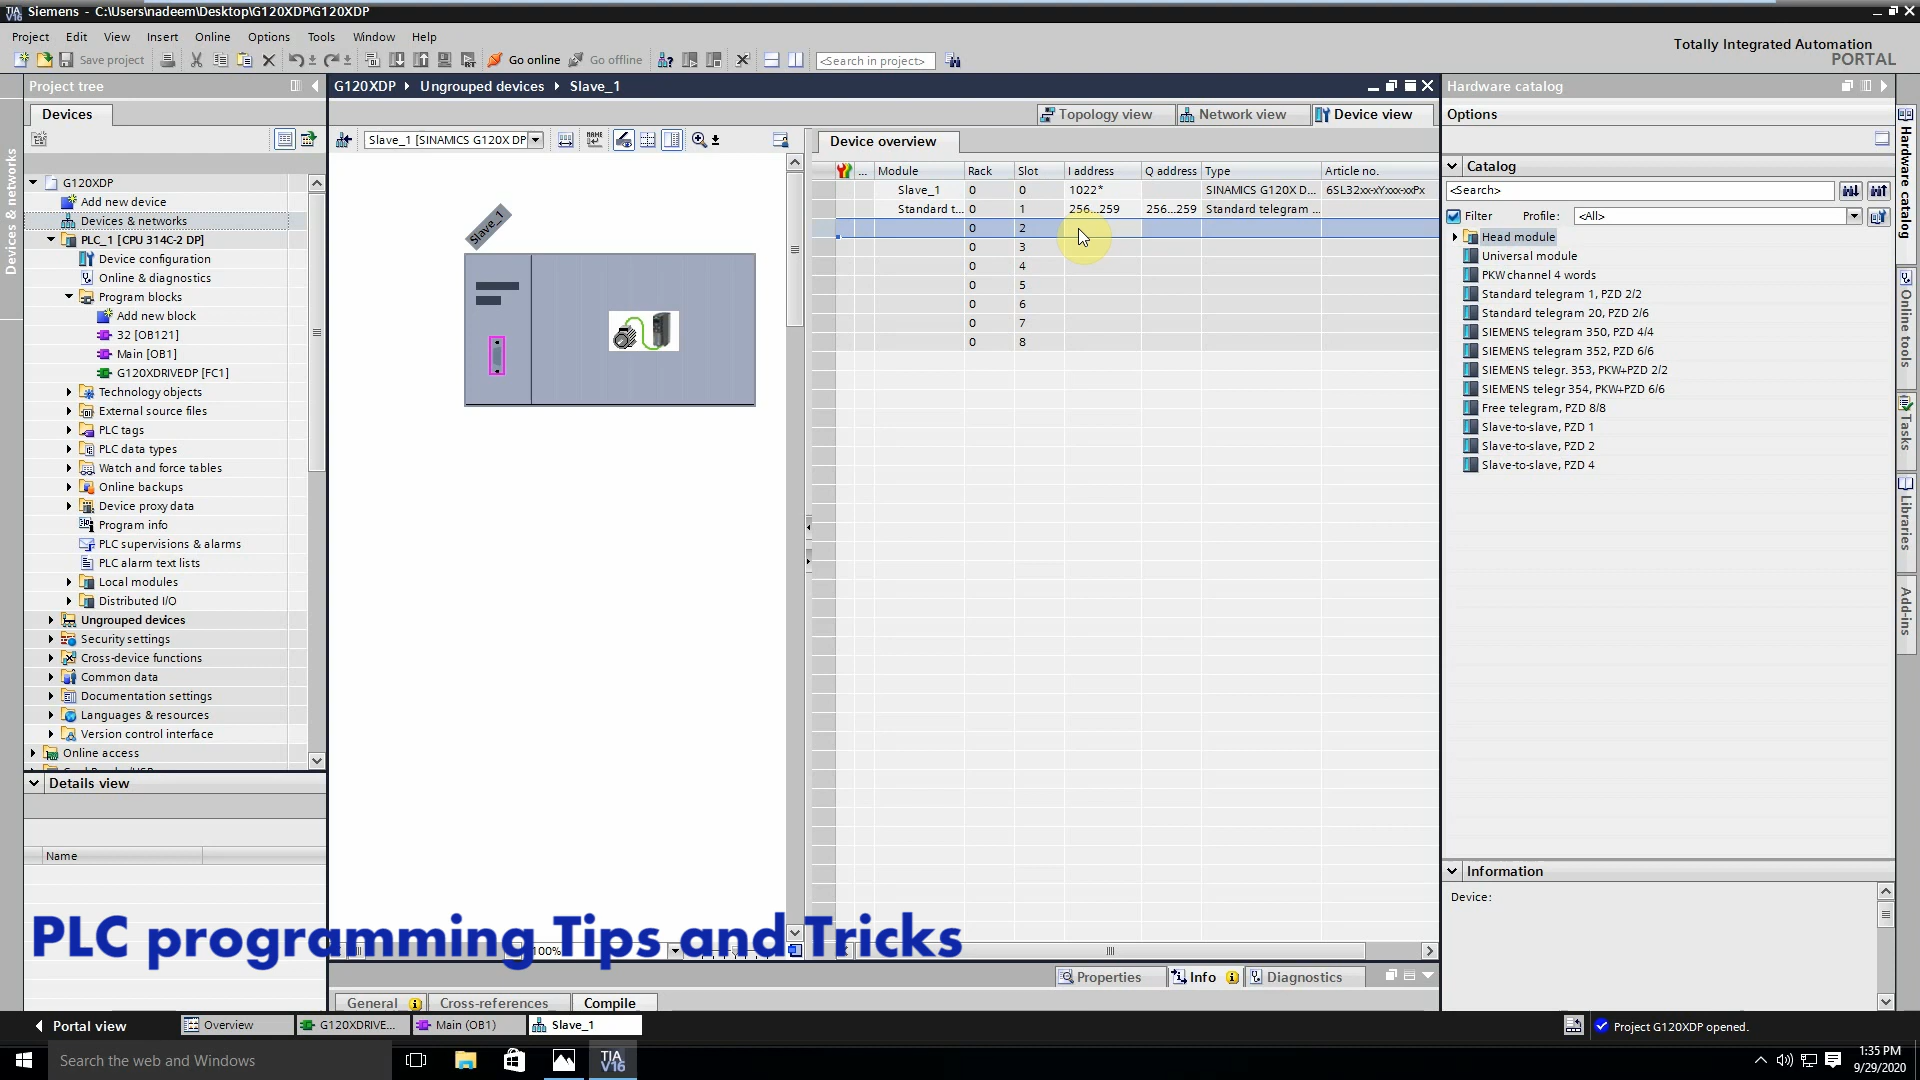 Siemens - C:\Users\nadeem\Desktop\G120XDP\G120XDP
Project Edit View Insert Online Options Tools Window Help
Save project Go online Go offline <Search in project>
Totally Integrated Automation
PORTAL
Project tree
Devices
Devices & networks
G120XDP
Add new device
Devices & networks
PLC_1 [CPU 314C-2 DP]
Device configuration
Online & diagnostics
Program blocks
Add new block
32 [OB121]
Main [OB1]
G120XDRIVEDP [FC1]
Technology objects
External source files
PLC tags
PLC data types
Watch and force tables
Online backups
Device proxy data
Program info
PLC supervisions & alarms
PLC alarm text lists
Local modules
Distributed I/O
Ungrouped devices
Security settings
Cross-device functions
Common data
Documentation settings
Languages & resources
Version control interface
Online access
Details view
Name
G120XDP Ungrouped devices Slave_1
Topology view Network view Device view
Slave_1 [SINAMICS G120X DP
Slave_1
Device overview
... Module Rack Slot I address Q address Type Article no.
Slave_1 0 0 1022* SINAMICS G120X D... 6SL32xx-xYxxx-xxPx
Standard t... 0 1 256...259 256...259 Standard telegram ...
0 2
0 3
0 4
0 5
0 6
0 7
0 8
100%
Properties Info Diagnostics
General Cross-references Compile
Hardware catalog
Options
Catalog
<Search>
Filter Profile: <All>
Head module
Universal module
PKW channel 4 words
Standard telegram 1, PZD 2/2
Standard telegram 20, PZD 2/6
SIEMENS telegram 350, PZD 4/4
SIEMENS telegram 352, PZD 6/6
SIEMENS telegr. 353, PKW+PZD 2/2
SIEMENS telegr 354, PKW+PZD 6/6
Free telegram, PZD 8/8
Slave-to-slave, PZD 1
Slave-to-slave, PZD 2
Slave-to-slave, PZD 4
Information
Device:
Hardware catalog
Online tools
Tasks
Libraries
Add-ins
PLC programming Tips and Tricks
Portal view Overview G120XDRIVE... Main (OB1) Slave_1
Project G120XDP opened.
Search the web and Windows
TIA
V16
1:35 PM
9/29/2020